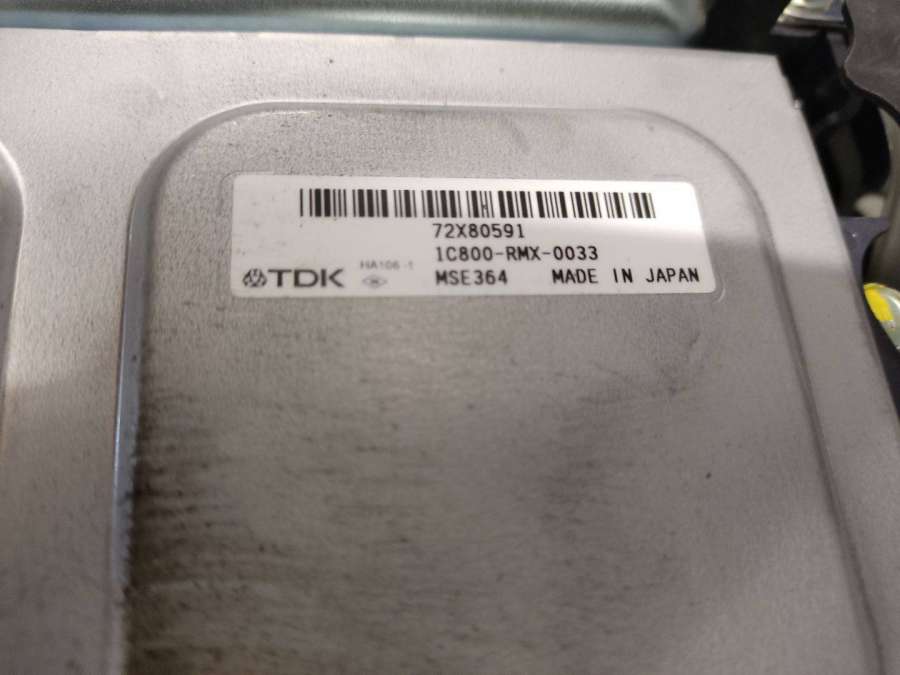 72X80591
1C800-RMX-0033
TDK HA106-1 MSE364 MADE IN JAPAN